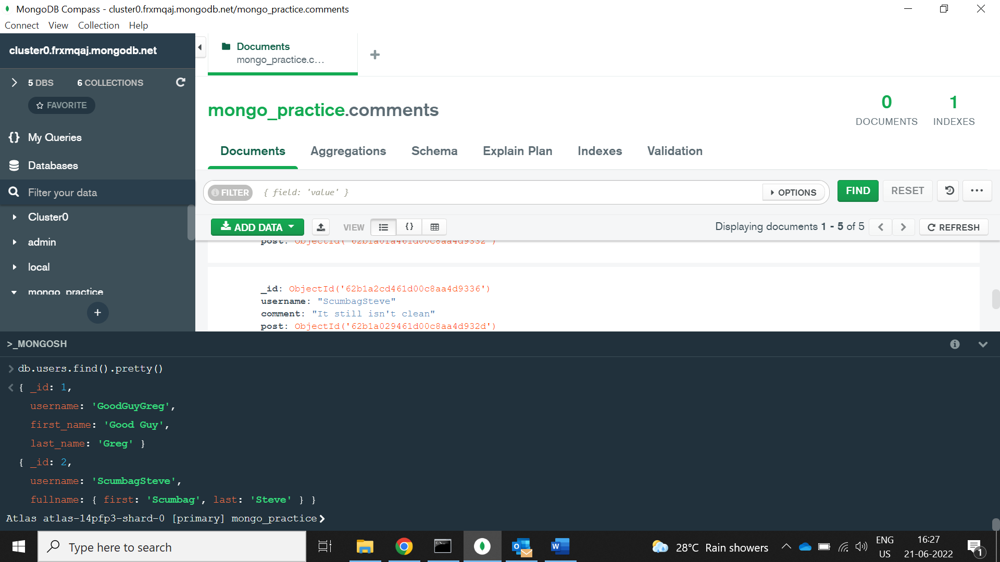 MongoDB Compass - cluster0.frxmqaj.mongodb.net/mongo_practice.comments
Connect View Collection Help
cluster0.frxmqaj.mongodb.net
5 DBS 6 COLLECTIONS
FAVORITE
{} My Queries
Databases
Filter your data
Cluster0
admin
local
mongo_practice
+
Documents
mongo_practice.c...
+
mongo_practice.comments
0
DOCUMENTS
1
INDEXES
Documents Aggregations Schema Explain Plan Indexes Validation
FILTER { field: 'value' } OPTIONS FIND RESET ...
ADD DATA VIEW {} Displaying documents 1 - 5 of 5 < > REFRESH
post: ObjectId('62b1a01a461d00c8aa4d9332')
_id: ObjectId('62b1a2cd461d00c8aa4d9336')
username: "ScumbagSteve"
comment: "It still isn't clean"
post: ObjectId('62b1a029461d00c8aa4d932d')
>_MONGOSH
> db.users.find().pretty()
< { _id: 1,
username: 'GoodGuyGreg',
first_name: 'Good Guy',
last_name: 'Greg' }
{ _id: 2,
username: 'ScumbagSteve',
fullname: { first: 'Scumbag', last: 'Steve' } }
Atlas atlas-14pfp3-shard-0 [primary] mongo_practice>
Type here to search
28°C Rain showers
ENG
US
16:27
21-06-2022
1